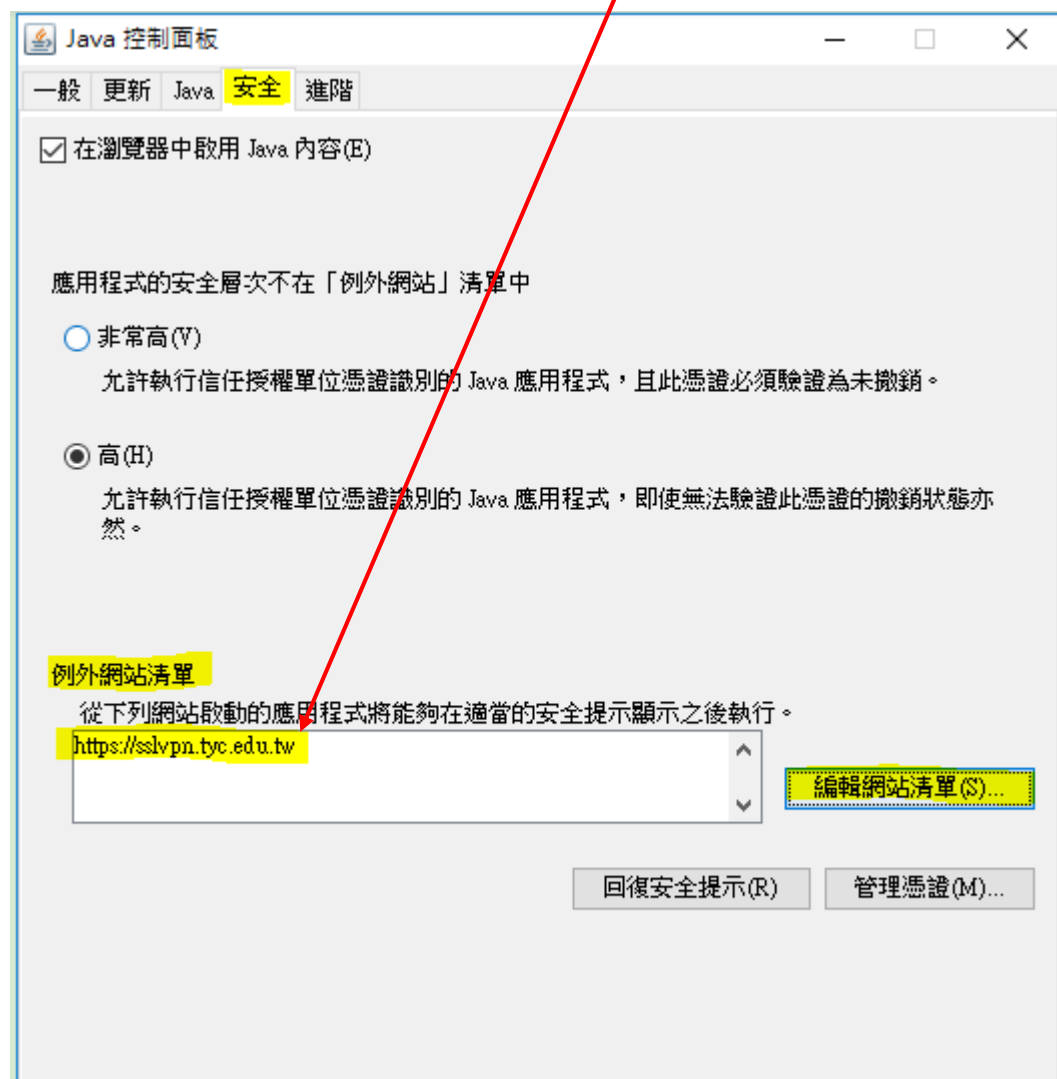 Java 控制面板
一般 更新 Java 安全 進階
在瀏覽器中啟用 Java 內容(E)
應用程式的安全層次不在「例外網站」清單中
非常高(V)
允許執行信任授權單位憑證識別的 Java 應用程式，且此憑證必須驗證為未撤銷。
高(H)
允許執行信任授權單位憑證識別的 Java 應用程式，即使無法驗證此憑證的撤銷狀態亦
然。
例外網站清單
從下列網站啟動的應用程式將能夠在適當的安全提示顯示之後執行。
https://sslvpn.tyc.edu.tw
編輯網站清單(S)...
回復安全提示(R) 管理憑證(M)...